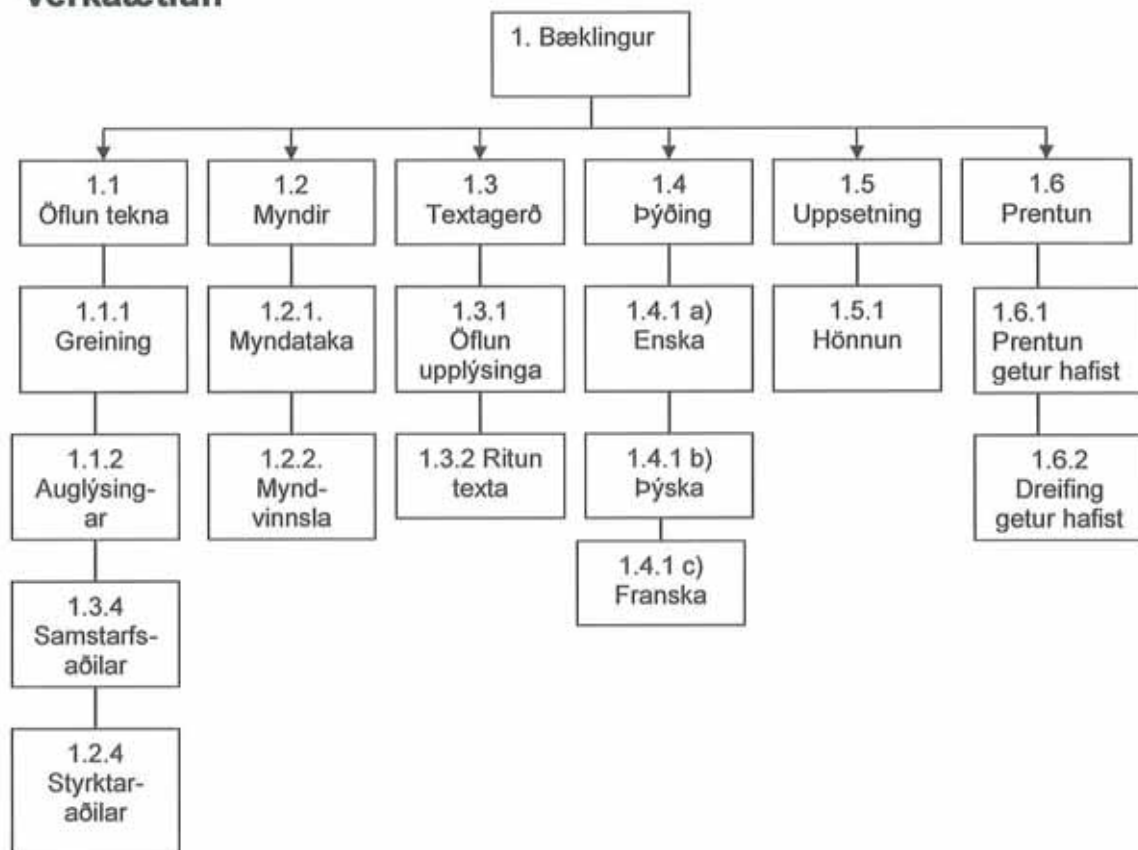 Verkáætlun
1. Bæklingur
1.1
Öflun tekna
1.2
Myndir
1.3
Textagerð
1.4
Þýðing
1.5
Uppsetning
1.6
Prentun
1.1.1
Greining
1.2.1.
Myndataka
1.3.1
Öflun
upplýsinga
1.4.1 a)
Enska
1.5.1
Hönnun
1.6.1
Prentun
getur hafist
1.1.2
Auglýsing-
ar
1.2.2.
Mynd-
vinnsla
1.3.2 Ritun
texta
1.4.1 b)
Þýska
1.6.2
Dreifing
getur hafist
1.3.4
Samstarfs-
aðilar
1.4.1 c)
Franska
1.2.4
Styrktar-
aðilar